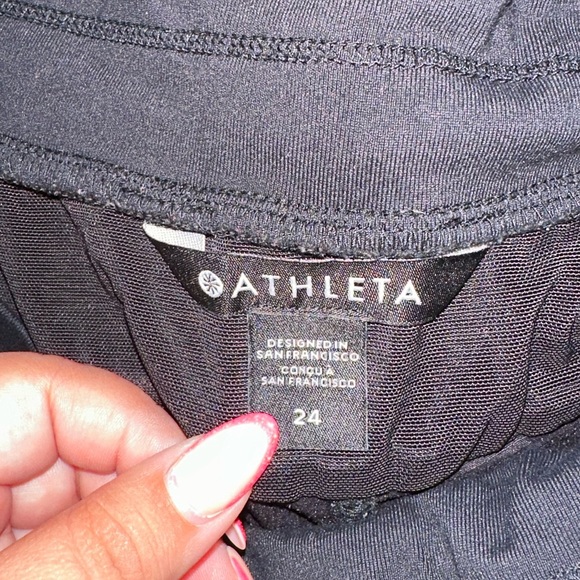 ATHLETA
DESIGNED IN
SAN FRANCISCO
CONÇU A
SAN FRANCISCO
24